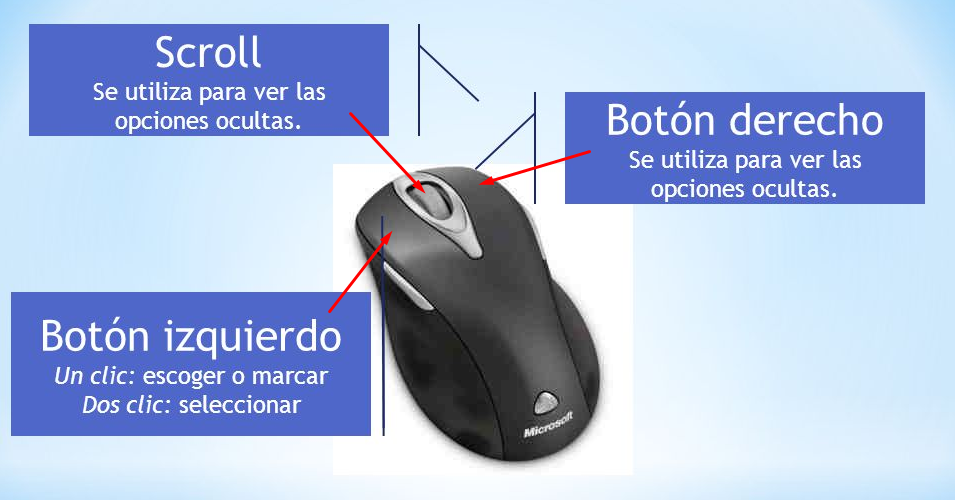 Scroll
Se utiliza para ver las
opciones ocultas.
Botón derecho
Se utiliza para ver las
opciones ocultas.
Botón izquierdo
Un clic: escoger o marcar
Dos clic: seleccionar
Microsoft